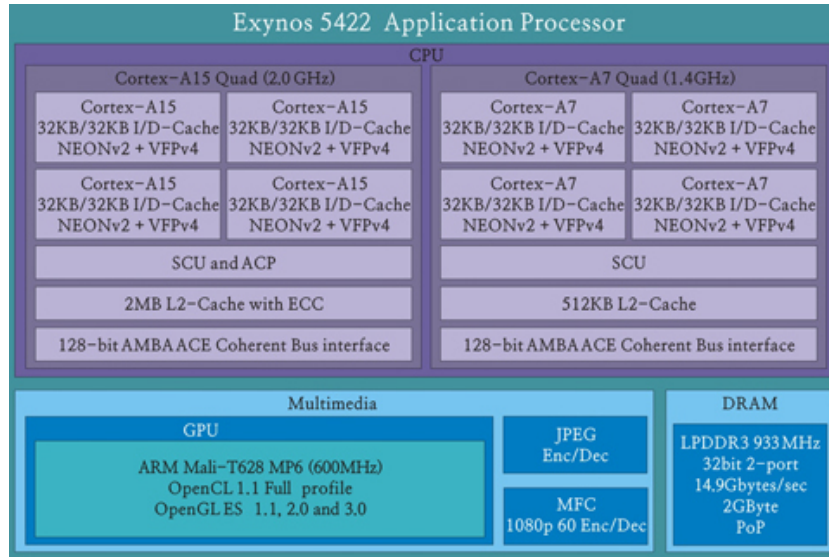 Exynos 5422 Application Processor
CPU
Cortex-A15 Quad (2.0 GHz)
Cortex-A15
32KB/32KB I/D-Cache
NEONv2 + VFPv4
Cortex-A15
32KB/32KB I/D-Cache
NEONv2 + VFPv4
Cortex-A15
32KB/32KB I/D-Cache
NEONv2 + VFPv4
Cortex-A15
32KB/32KB I/D-Cache
NEONv2 + VFPv4
SCU and ACP
2MB L2-Cache with ECC
128-bit AMBA ACE Coherent Bus interface
Cortex-A7 Quad (1.4GHz)
Cortex-A7
32KB/32KB I/D-Cache
NEONv2 + VFPv4
Cortex-A7
32KB/32KB I/D-Cache
NEONv2 + VFPv4
Cortex-A7
32KB/32KB I/D-Cache
NEONv2 + VFPv4
Cortex-A7
32KB/32KB I/D-Cache
NEONv2 + VFPv4
SCU
512KB L2-Cache
128-bit AMBA ACE Coherent Bus interface
Multimedia
GPU
ARM Mali-T628 MP6 (600MHz)
OpenCL 1.1 Full profile
OpenGL ES 1.1, 2.0 and 3.0
JPEG
Enc/Dec
MFC
1080p 60 Enc/Dec
DRAM
LPDDR3 933MHz
32bit 2-port
14.9Gbytes/sec
2GByte
PoP